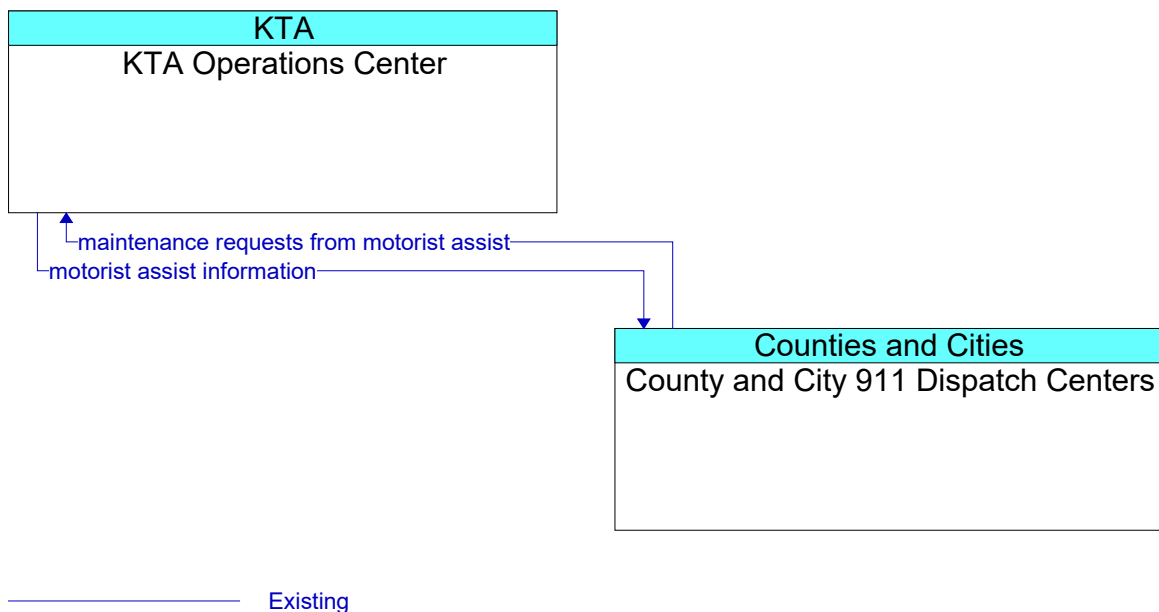 KTA
KTA Operations Center
maintenance requests from motorist assist
motorist assist information
Counties and Cities
County and City 911 Dispatch Centers
Existing